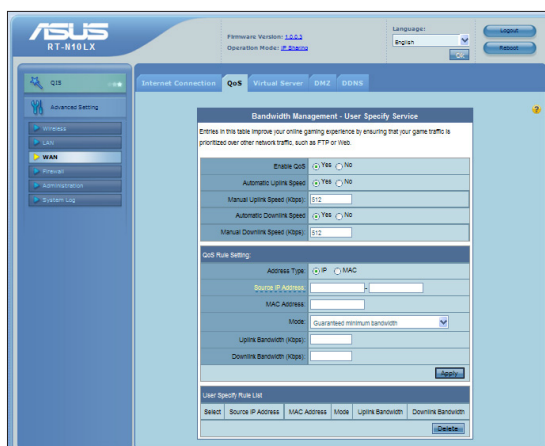 ASUS
RT-N10LX
Firmware Version: 1.0.0.3
Operation Mode: IP Sharing
Language:
English
OK
Logout
Reboot
QIS
Advanced Setting
Wireless
LAN
WAN
Firewall
Administration
System Log
Internet Connection QoS Virtual Server DMZ DDNS
Bandwidth Management - User Specify Service
Entries in this table improve your online gaming experience by ensuring that your game traffic is
prioritized over other network traffic, such as FTP or Web.
Enable QoS Yes No
Automatic Uplink Speed Yes No
Manual Uplink Speed (Kbps): 512
Automatic Downlink Speed Yes No
Manual Downlink Speed (Kbps): 512
QoS Rule Setting:
Address Type: IP MAC
Source IP Address: -
MAC Address:
Mode: Guaranteed minimum bandwidth
Uplink Bandwidth (Kbps):
Downlink Bandwidth (Kbps):
Apply
User Specify Rule List
Select Source IP Address MAC Address Mode Uplink Bandwidth Downlink Bandwidth
Delete